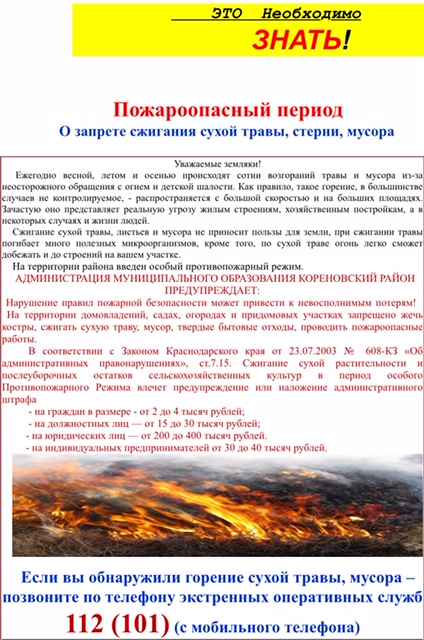 ЭТО Необходимо
ЗНАТЬ!
Пожароопасный период
О запрете сжигания сухой травы, стерни, мусора
Уважаемые земляки!
Ежегодно весной, летом и осенью происходят сотни возгораний травы и мусора из-за
неосторожного обращения с огнем и детской шалости. Как правило, такое горение, в большинстве
случаев не контролируемое, - распространяется с большой скоростью и на больших площадях.
Зачастую оно представляет реальную угрозу жилым строениям, хозяйственным постройкам, а в
некоторых случаях и жизни людей.
Сжигание сухой травы, листьев и мусора не приносит пользы для земли, при сжигании травы
погибает много полезных микроорганизмов, кроме того, по сухой траве огонь легко сможет
добежать и до строений на вашем участке.
На территории района введен особый противопожарный режим.
АДМИНИСТРАЦИЯ МУНИЦИПАЛЬНОГО ОБРАЗОВАНИЯ КОРЕНОВСКИЙ РАЙОН
ПРЕДУПРЕЖДАЕТ:
Нарушение правил пожарной безопасности может привести к невосполнимым потерям!
На территории домовладений, садах, огородах и придомовых участках запрещено жечь
костры, сжигать сухую траву, мусор, твердые бытовые отходы, проводить пожароопасные
работы.
В соответствии с Законом Краснодарского края от 23.07.2003 № 608-КЗ «Об
административных правонарушениях», ст.7.15. Сжигание сухой растительности и
послеуборочных остатков сельскохозяйственных культур в период особого
Противопожарного Режима влечет предупреждение или наложение административного
штрафа
- на граждан в размере - от 2 до 4 тысяч рублей;
- на должностных лиц — от 15 до 30 тысяч рублей;
- на юридических лиц — от 200 до 400 тысяч рублей.
- на индивидуальных предпринимателей от 30 до 40 тысяч рублей.
Если вы обнаружили горение сухой травы, мусора –
позвоните по телефону экстренных оперативных служб
112 (101) (с мобильного телефона)